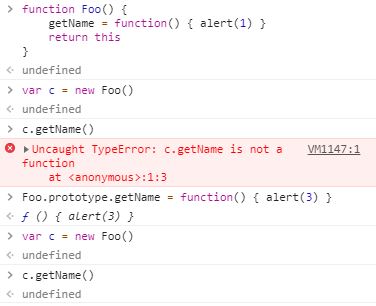 > function Foo() {
getName = function() { alert(1) }
return this
}
<· undefined
> var c = new Foo()
<· undefined
> c.getName()
▶Uncaught TypeError: c.getName is not a VM1147:1
function
at <anonymous>:1:3
> Foo.prototype.getName = function() { alert(3) }
<· ƒ () { alert(3) }
> var c = new Foo()
<· undefined
> c.getName()
<· undefined